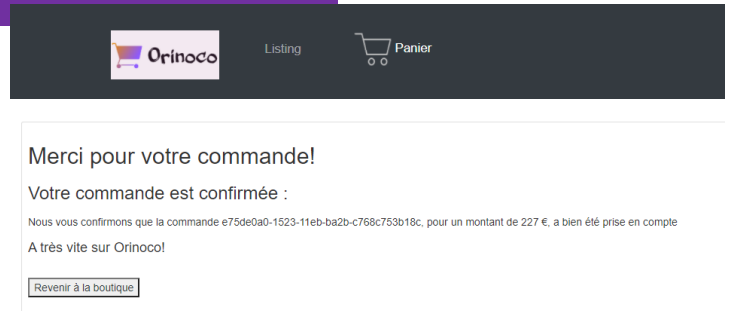 Orinoco
Listing
Panier
Merci pour votre commande!
Votre commande est confirmée :
Nous vous confirmons que la commande e75de0a0-1523-11eb-ba2b-c768c753b18c, pour un montant de 227 €, a bien été prise en compte
A très vite sur Orinoco!
Revenir à la boutique